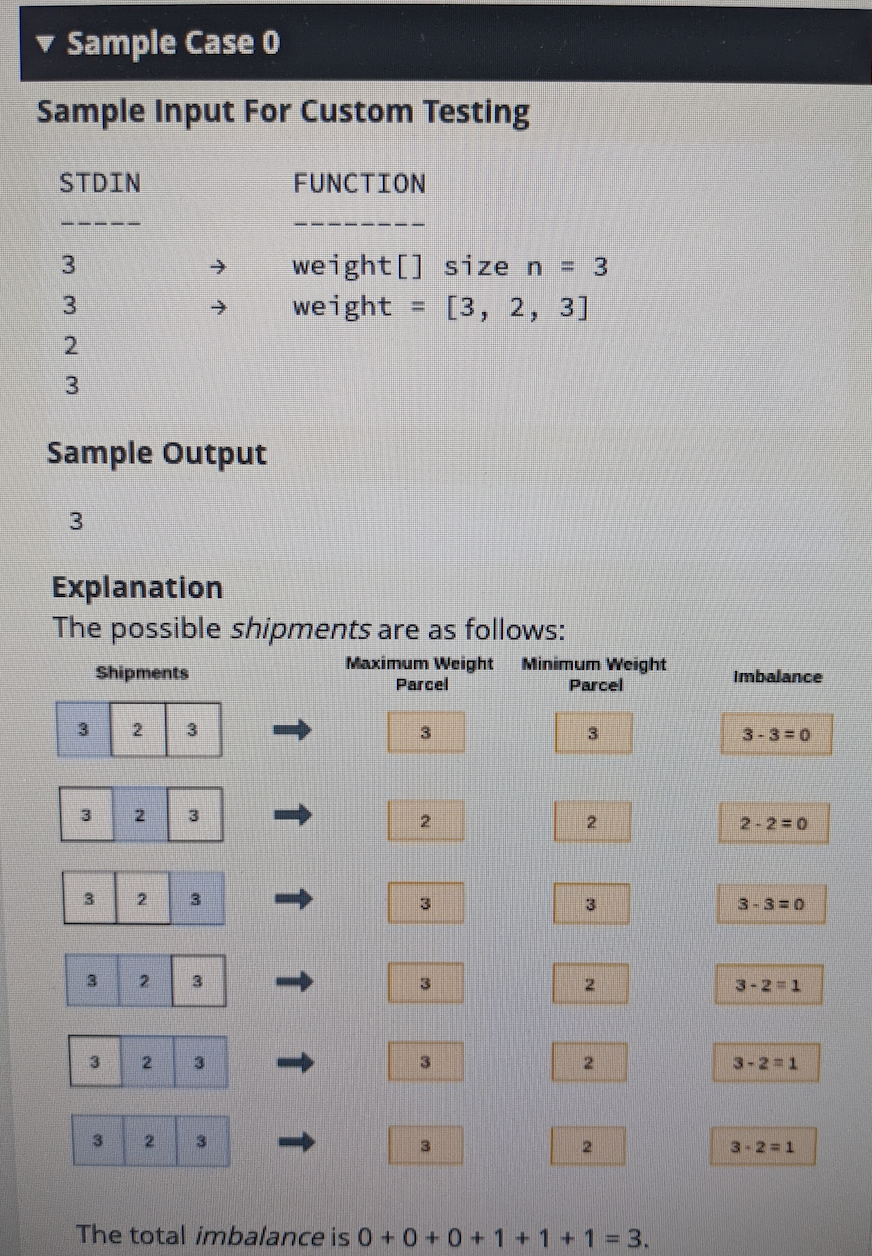 ▼ Sample Case 0
Sample Input For Custom Testing
STDIN FUNCTION
----- --------
3 → weight[] size n = 3
3 → weight = [3, 2, 3]
2
3
Sample Output
3
Explanation
The possible shipments are as follows:
Shipments Maximum Weight Parcel Minimum Weight Parcel Imbalance
3 2 3 → 3 3 3 - 3 = 0
3 2 3 → 2 2 2 - 2 = 0
3 2 3 → 3 3 3 - 3 = 0
3 2 3 → 3 2 3 - 2 = 1
3 2 3 → 3 2 3 - 2 = 1
3 2 3 → 3 2 3 - 2 = 1
The total imbalance is 0 + 0 + 0 + 1 + 1 + 1 = 3.